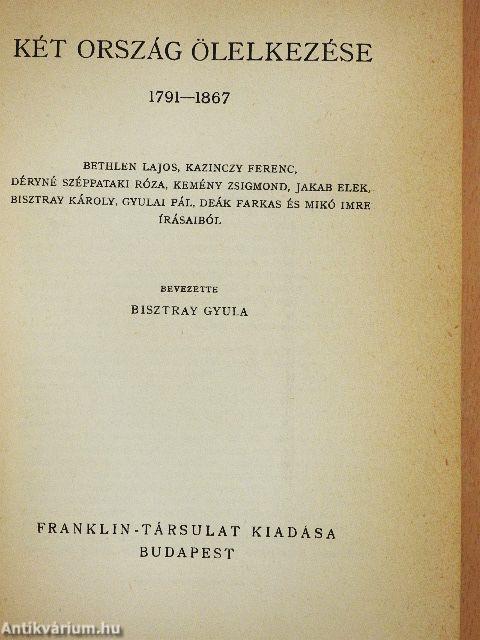 KÉT ORSZÁG ÖLELKEZÉSE
1791—1867
BETHLEN LAJOS, KAZINCZY FERENC,
DÉRYNÉ SZÉPPATAKI RÓZA, KEMÉNY ZSIGMOND, JAKAB ELEK,
BISZTRAY KÁROLY, GYULAI PÁL, DEÁK FARKAS ÉS MIKÓ IMRE
ÍRÁSAIBÓL
BEVEZETTE
BISZTRAY GYULA
FRANKLIN-TÁRSULAT KIADÁSA
BUDAPEST
Antikvárium.hu